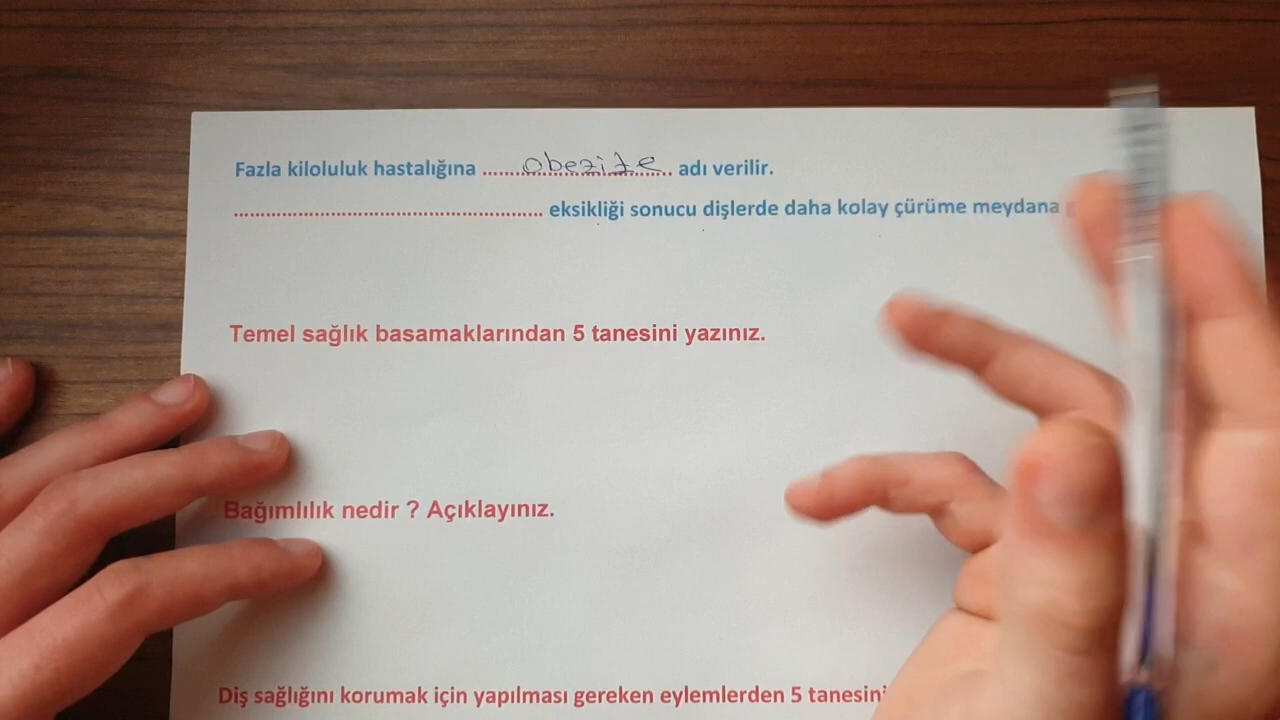 Fazla kiloluluk hastalığına ......obezite.. adı verilir.
.................................................... eksikliği sonucu dişlerde daha kolay çürüme meydana
Temel sağlık basamaklarından 5 tanesini yazınız.
Bağımlılık nedir ? Açıklayınız.
Diş sağlığını korumak için yapılması gereken eylemlerden 5 tanesini